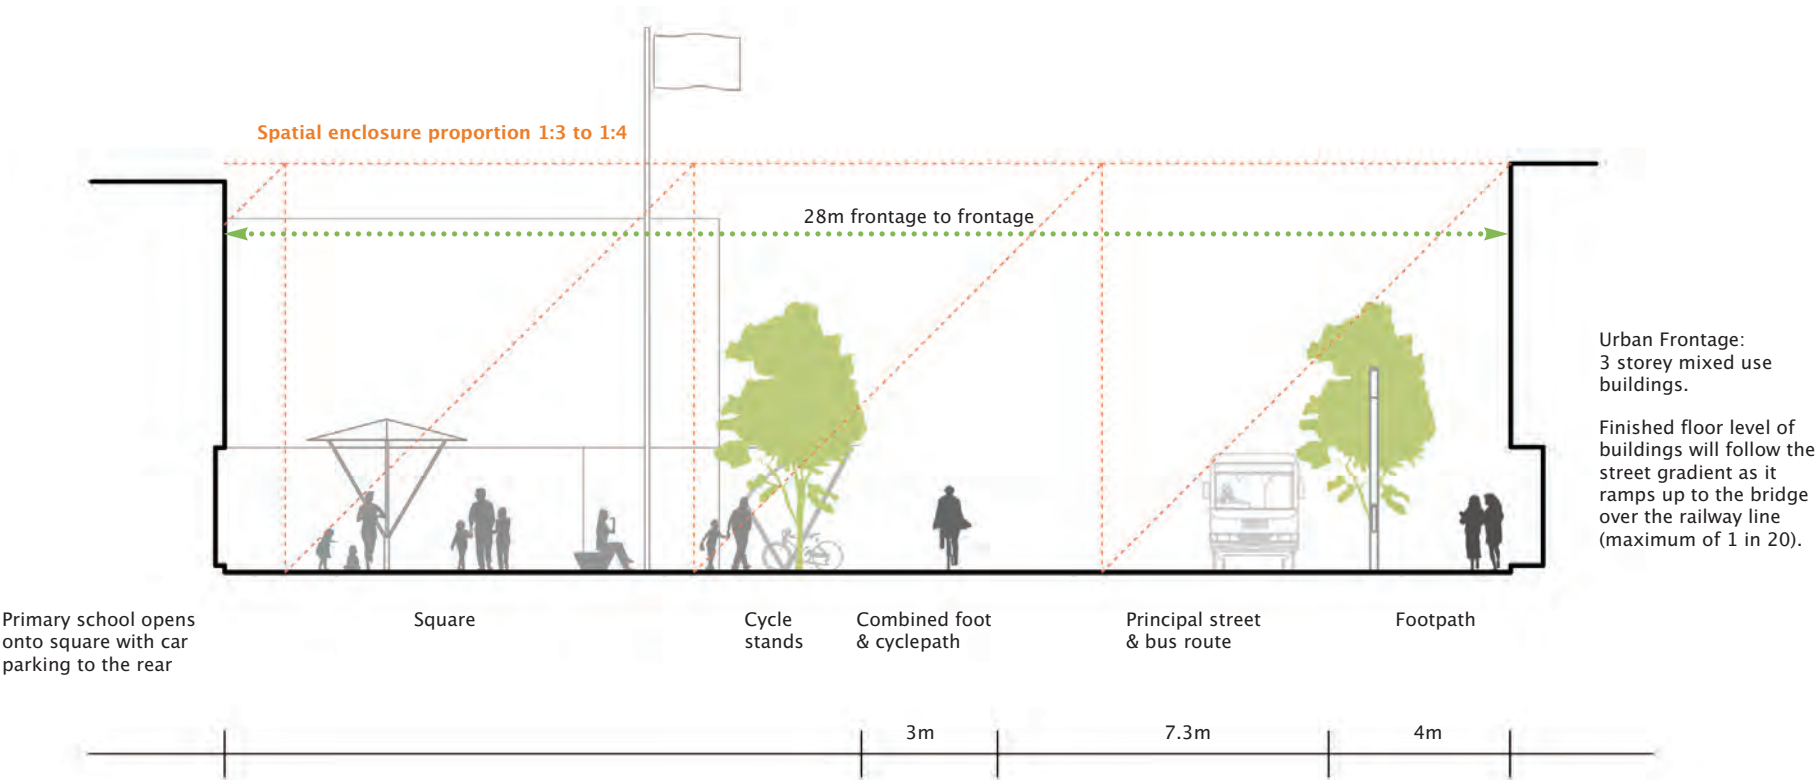 Spatial enclosure proportion 1:3 to 1:4
28m frontage to frontage
Urban Frontage:
3 storey mixed use
buildings.
Finished floor level of
buildings will follow the
street gradient as it
ramps up to the bridge
over the railway line
(maximum of 1 in 20).
Primary school opens
onto square with car
parking to the rear
Square
Cycle
stands
Combined foot
& cyclepath
Principal street
& bus route
Footpath
3m
7.3m
4m